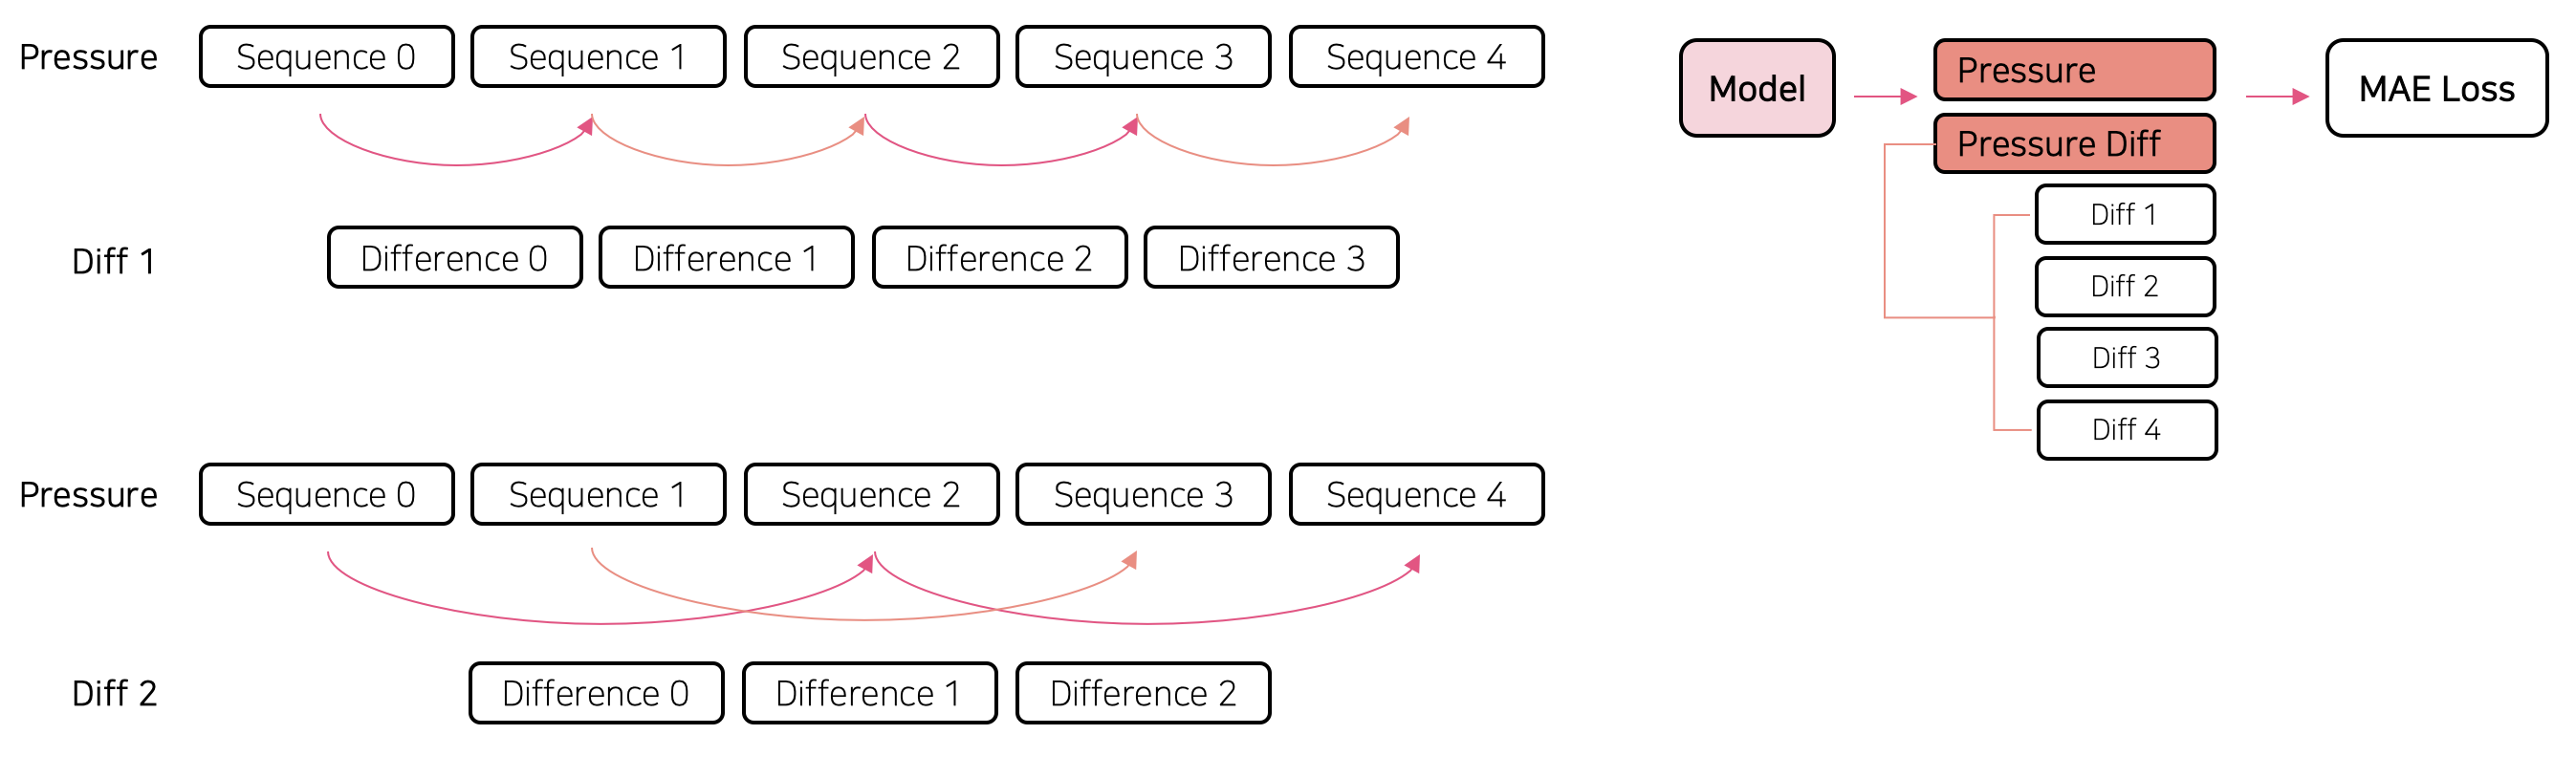 Pressure Sequence 0 Sequence 1 Sequence 2 Sequence 3 Sequence 4
Diff 1 Difference 0 Difference 1 Difference 2 Difference 3
Pressure Sequence 0 Sequence 1 Sequence 2 Sequence 3 Sequence 4
Diff 2 Difference 0 Difference 1 Difference 2
Model
Pressure
Pressure Diff
Diff 1
Diff 2
Diff 3
Diff 4
MAE Loss